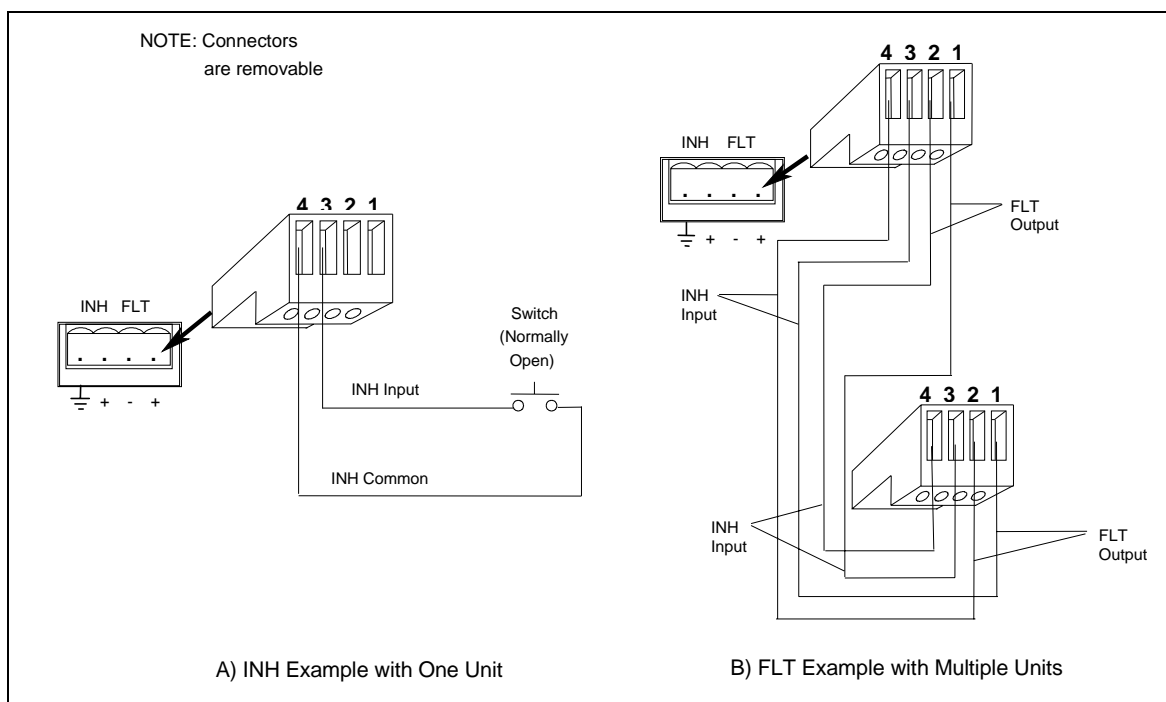 NOTE: Connectors
are removable
4 3 2 1
INH FLT
+ - +
Switch
(Normally
Open)
INH Input
INH Common
A) INH Example with One Unit
4 3 2 1
INH FLT
+ - +
FLT
Output
INH
Input
4 3 2 1
INH
Input
FLT
Output
B) FLT Example with Multiple Units